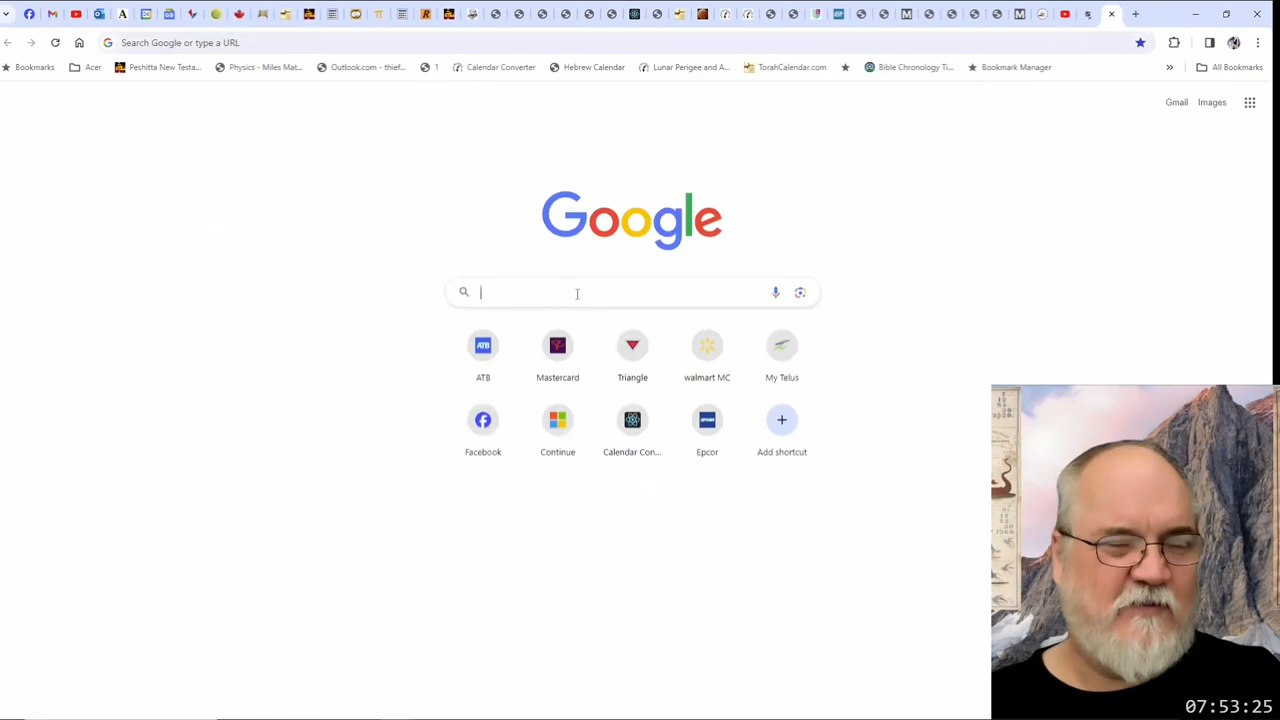 Search Google or type a URL
Bookmarks Acer Peshitta New Testa... Physics - Miles Mat... Outlook.com - thief... 1 Calendar Converter Hebrew Calendar Lunar Perigee and A... TorahCalendar.com Bible Chronology Ti... Bookmark Manager » All Bookmarks
Gmail Images
Google
ATB
ATB Mastercard Triangle walmart MC My Telus
EPCOR
Facebook Continue Calendar Con... Epcor Add shortcut
07:53:25